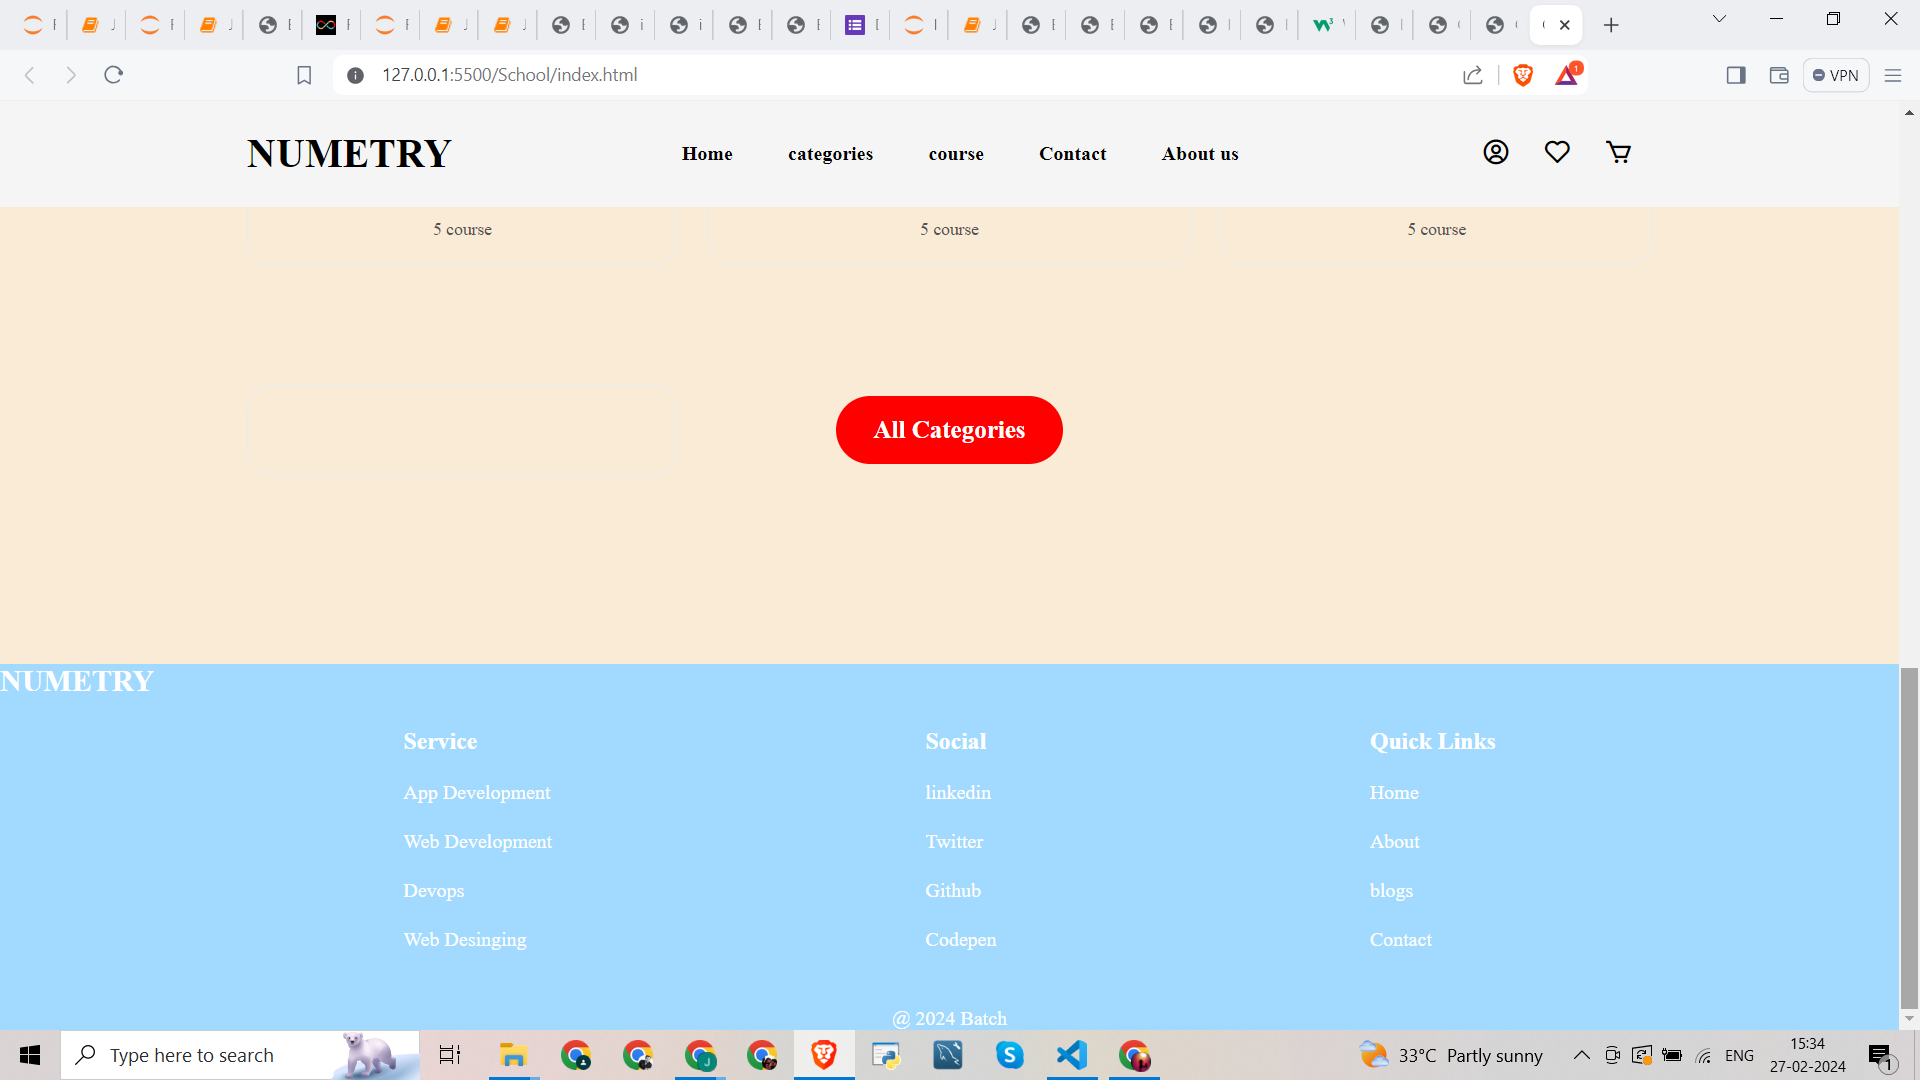 127.0.0.1:5500/School/index.html
1
VPN
NUMETRY
Home categories course Contact About us
5 course 5 course 5 course
All Categories
NUMETRY
Service Social Quick Links
App Development linkedin Home
Web Development Twitter About
Devops Github blogs
Web Desinging Codepen Contact
@ 2024 Batch
Type here to search
33°C Partly sunny
ENG
15:34
27-02-2024
1